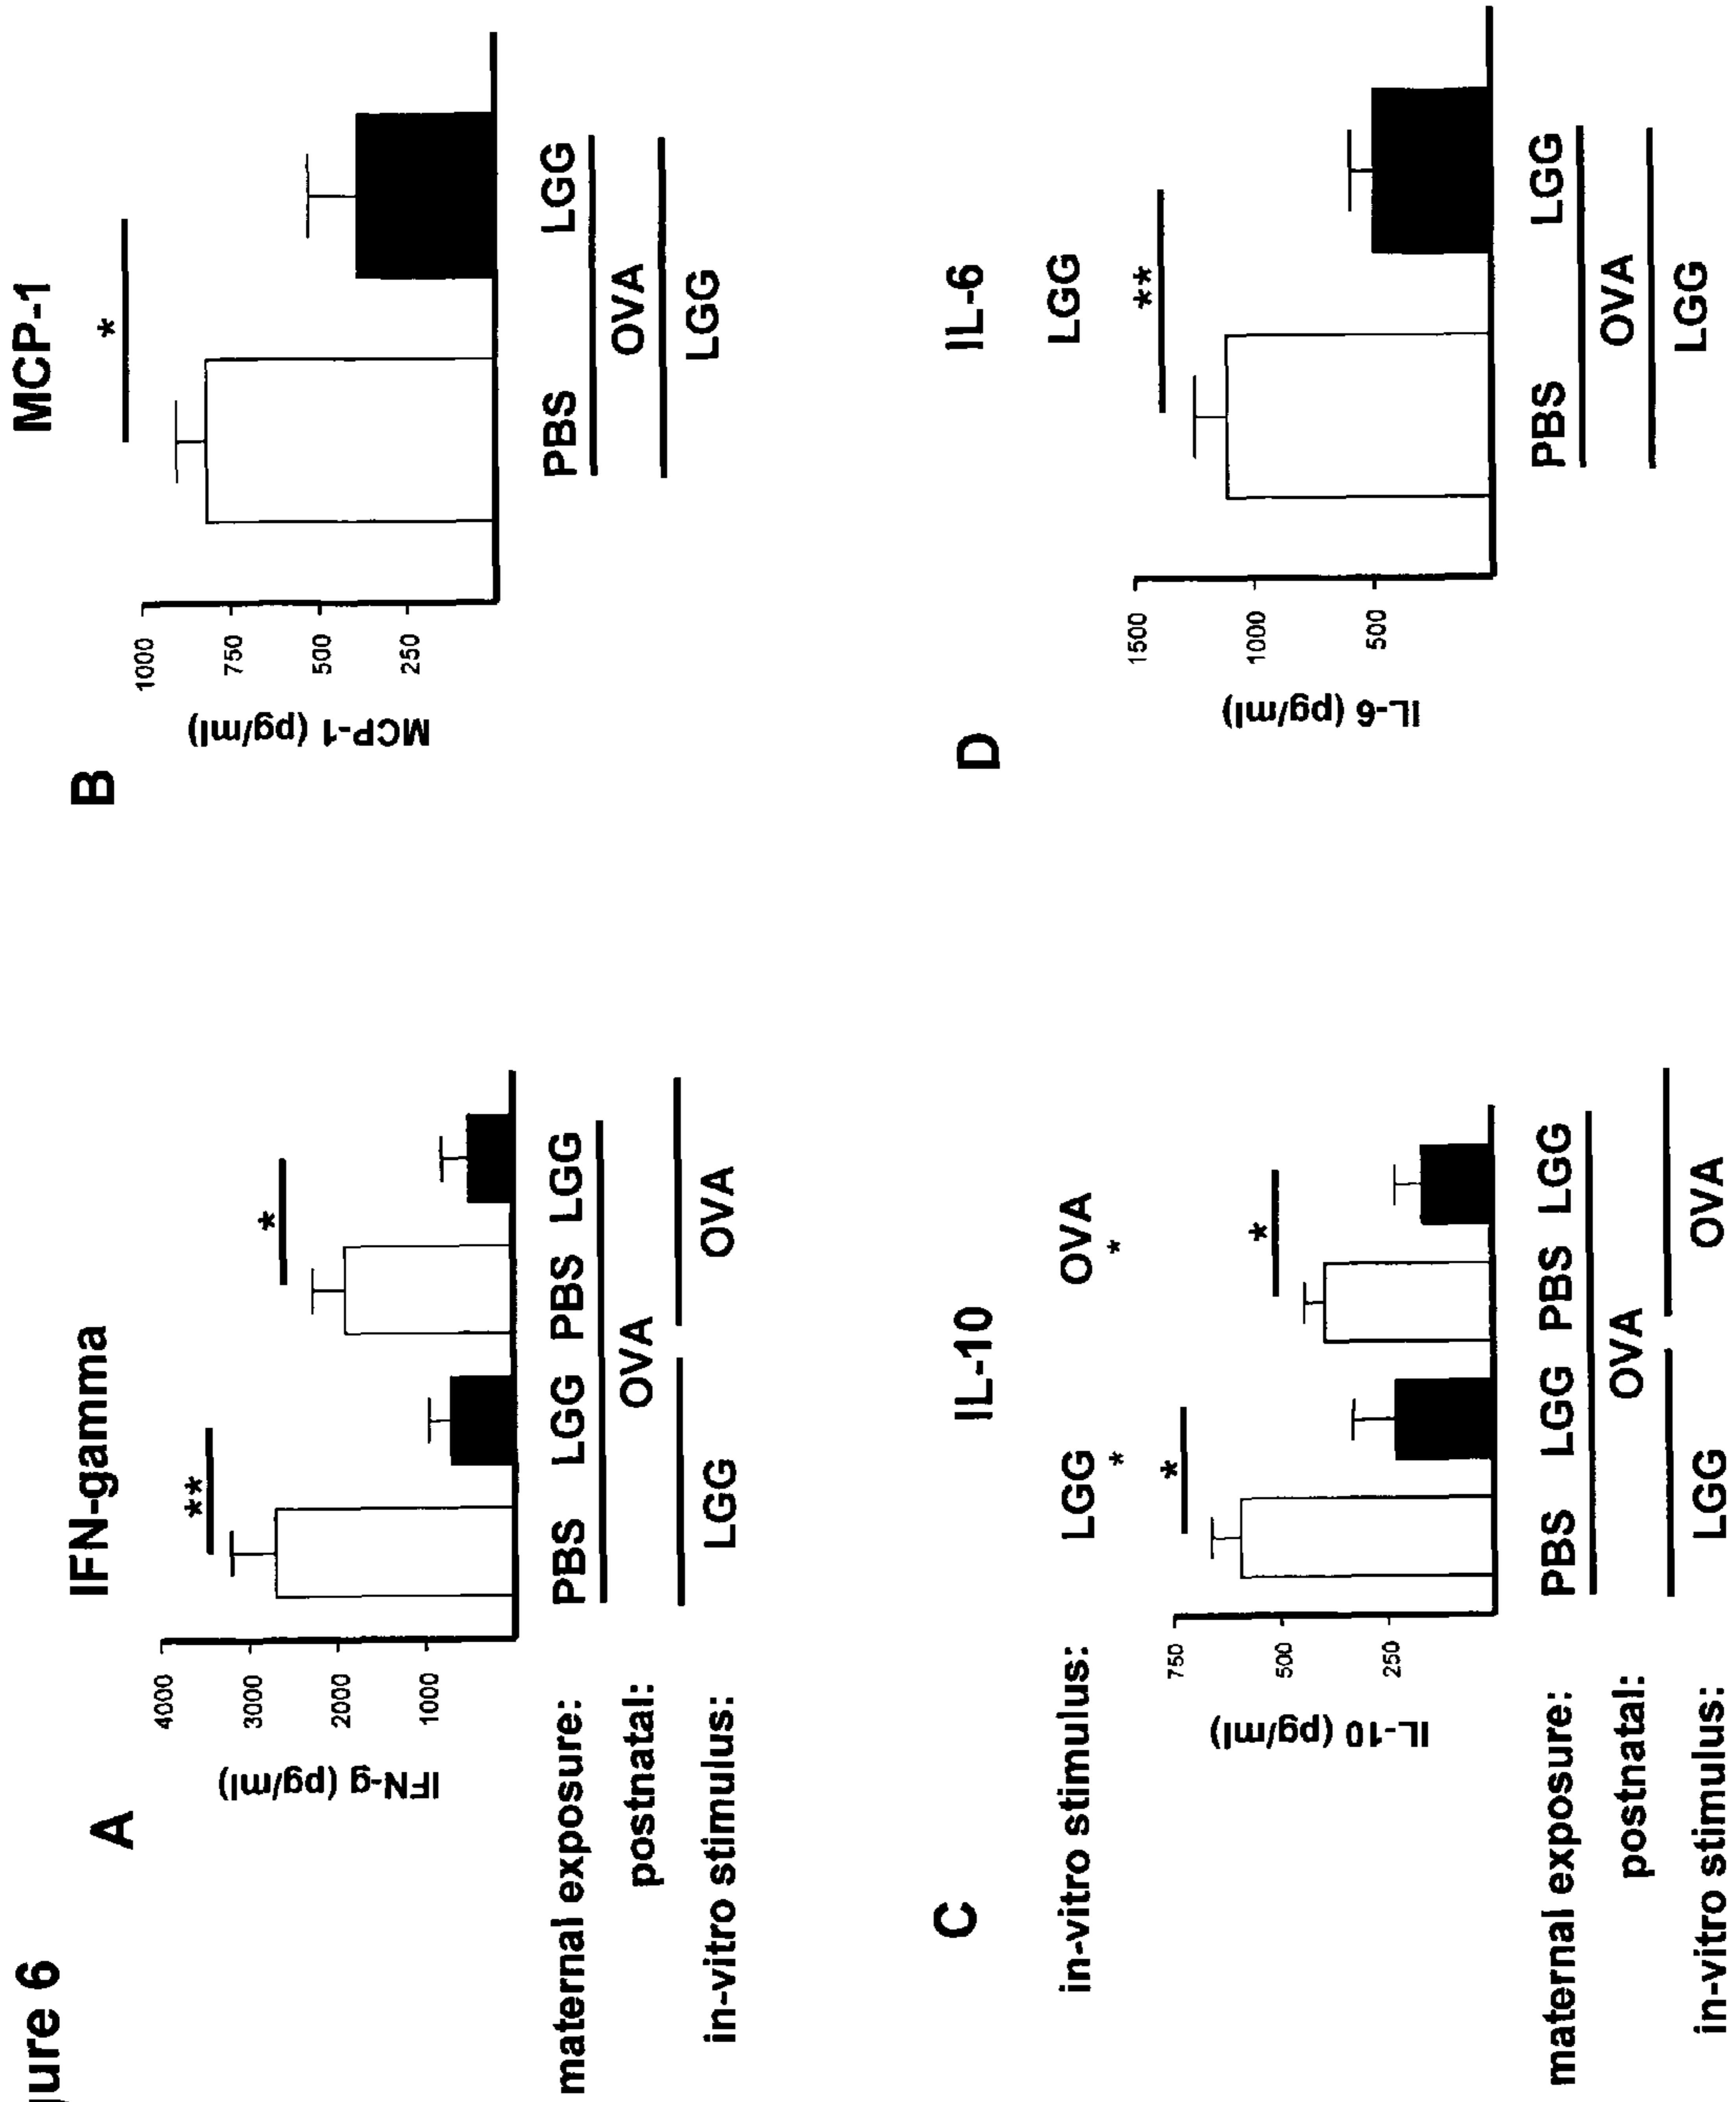 gure 6
A
IFN-gamma
IFN-g (pg/ml)
4000
3000
2000
1000
**
*
maternal exposure: PBS LGG PBS LGG
postnatal: OVA
in-vitro stimulus: LGG OVA
B
MCP-1
MCP-1 (pg/ml)
1000
750
500
250
*
PBS LGG
OVA
LGG
C
IL-10
in-vitro stimulus: LGG OVA
* *
IL-10 (pg/ml)
750
500
250
*
*
maternal exposure: PBS LGG PBS LGG
postnatal: OVA
in-vitro stimulus: LGG OVA
D
IL-6
LGG
IL-6 (pg/ml)
1500
1000
500
**
PBS LGG
OVA
LGG